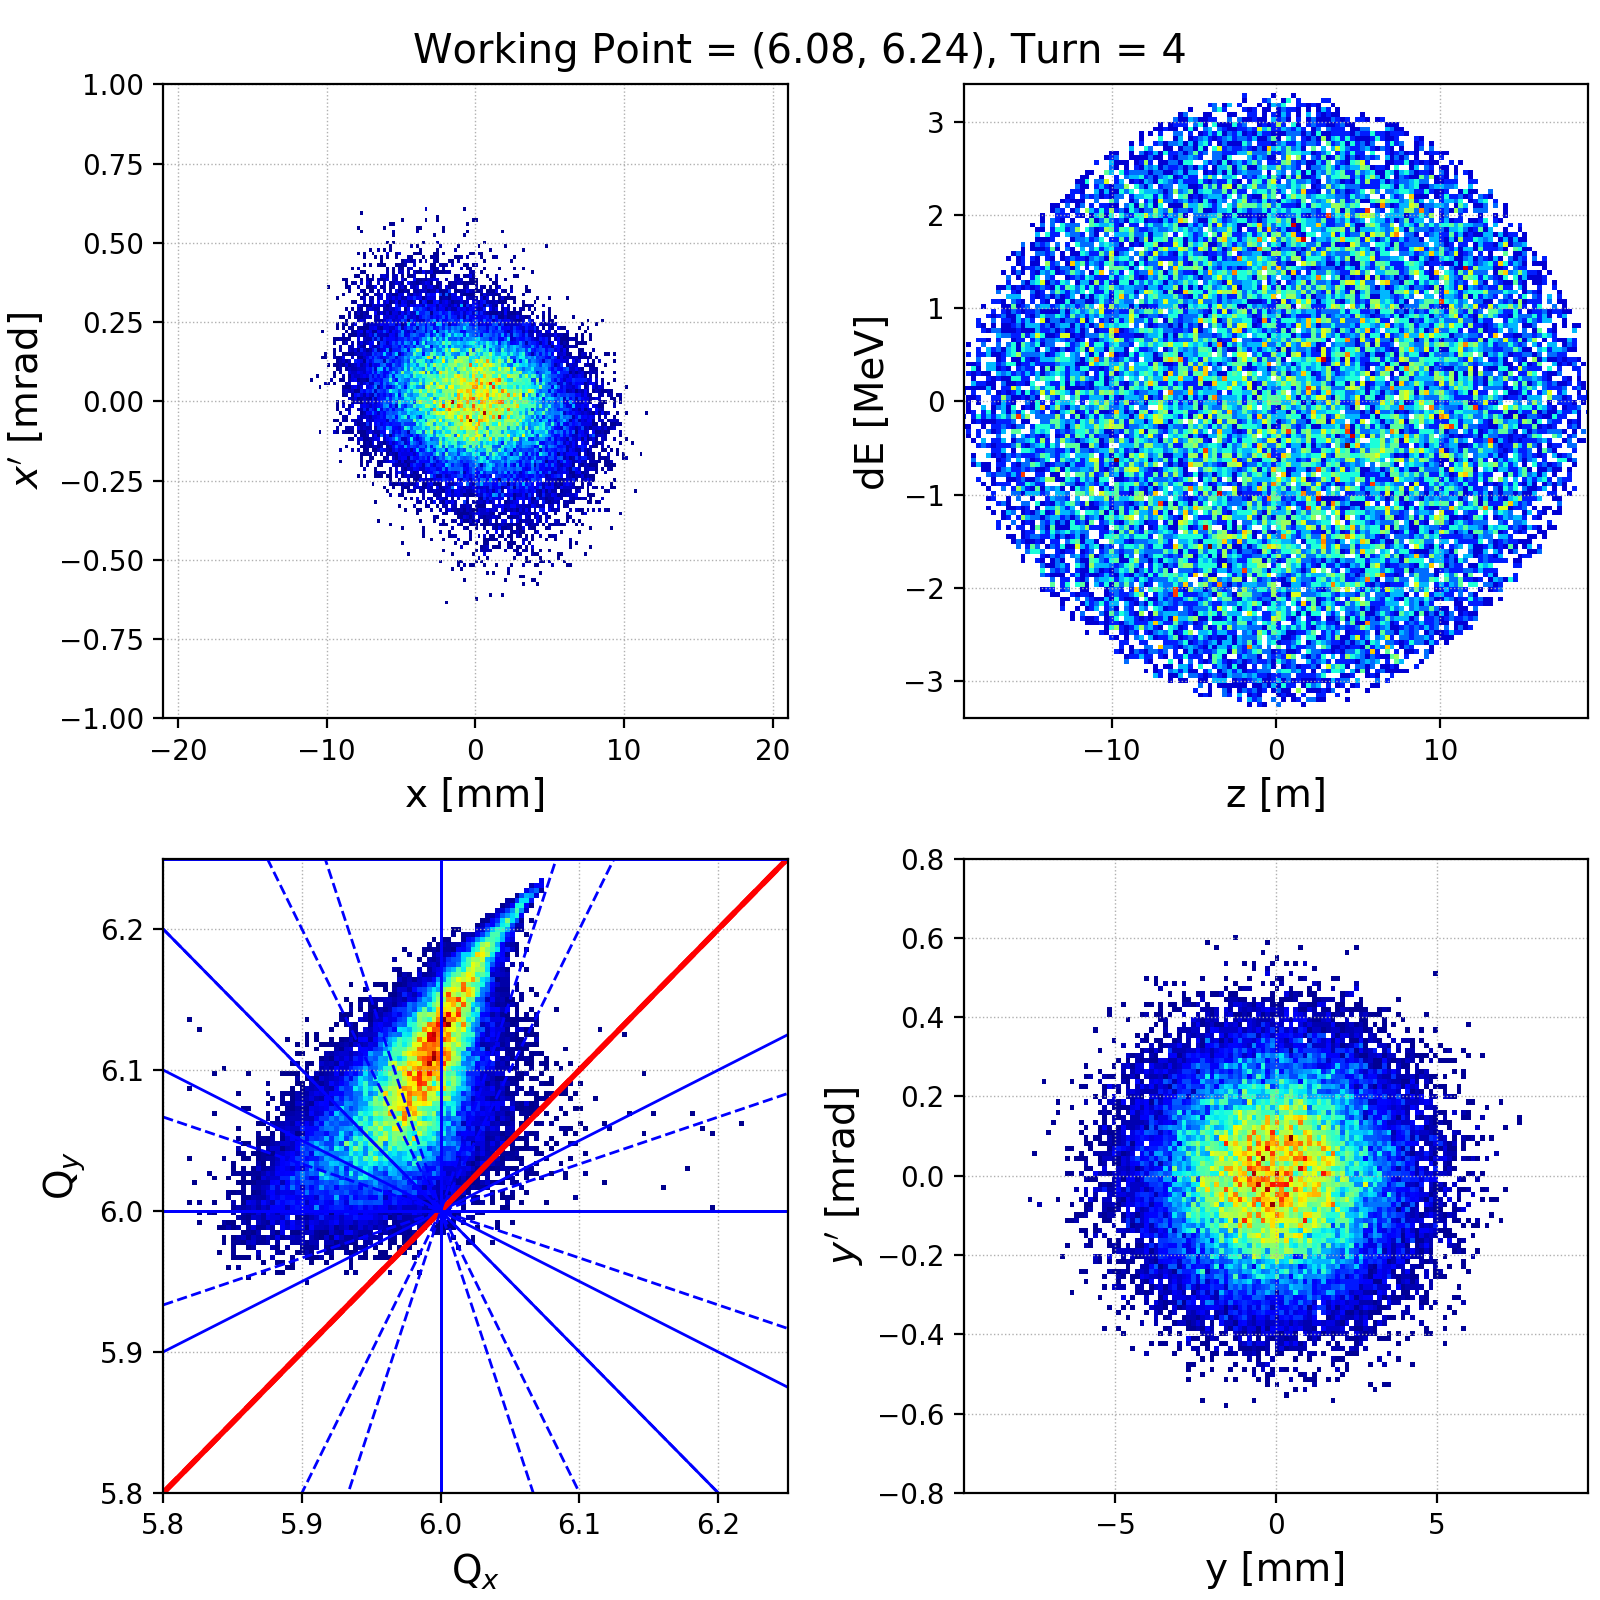 Working Point = (6.08, 6.24), Turn = 4
1.00
0.75
0.50
0.25
0.00
−0.25
−0.50
−0.75
−1.00
x′ [mrad]
−20 −10 0 10 20
x [mm]
3
2
1
0
−1
−2
−3
dE [MeV]
−10 0 10
z [m]
6.2
6.1
6.0
5.9
5.8
Qy
5.8 5.9 6.0 6.1 6.2
Qx
0.8
0.6
0.4
0.2
0.0
−0.2
−0.4
−0.6
−0.8
y′ [mrad]
−5 0 5
y [mm]